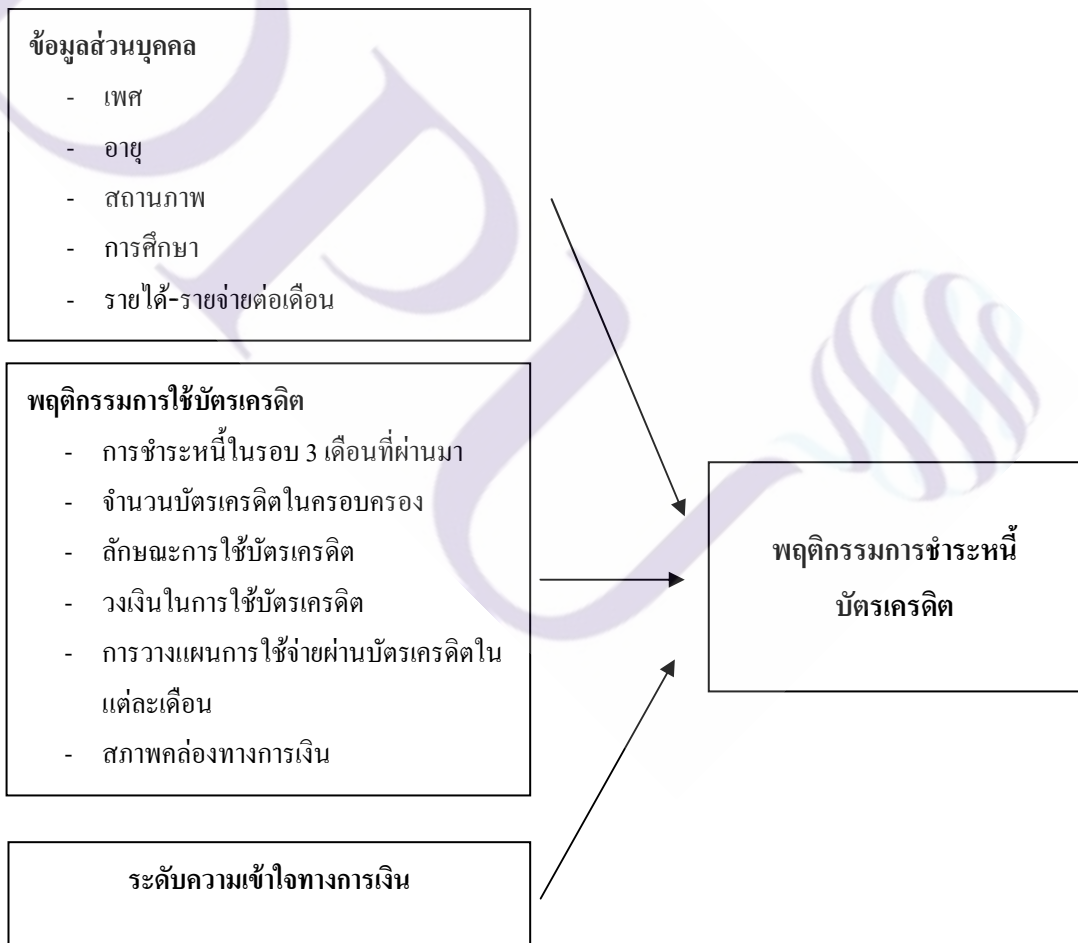 ข้อมูลส่วนบุคคล
- เพศ
- อายุ
- สถานภาพ
- การศึกษา
- รายได้-รายจ่ายต่อเดือน
พฤติกรรมการใช้บัตรเครดิต
- การชำระหนี้ในรอบ 3 เดือนที่ผ่านมา
- จำนวนบัตรเครดิตในครอบครอง
- ลักษณะการใช้บัตรเครดิต
- วงเงินในการใช้บัตรเครดิต
- การวางแผนการใช้จ่ายผ่านบัตรเครดิตใน
แต่ละเดือน
- สภาพคล่องทางการเงิน
ระดับความเข้าใจทางการเงิน
พฤติกรรมการชำระหนี้
บัตรเครดิต
DPU